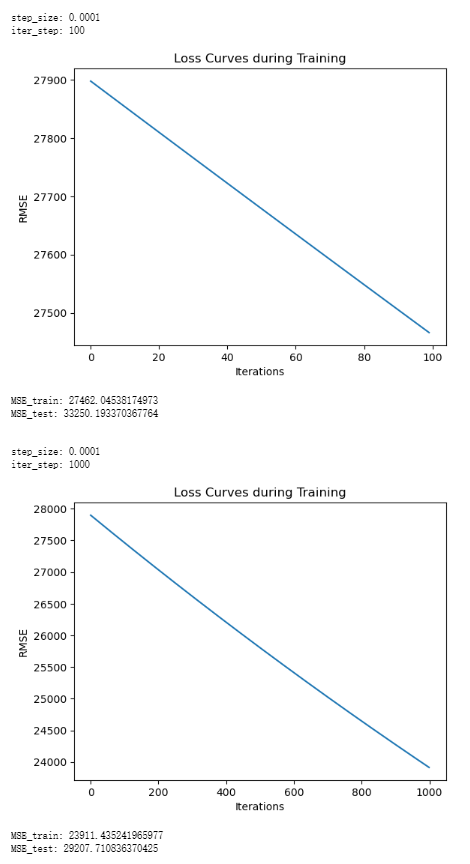 step_size: 0.0001
iter_step: 100
Loss Curves during Training
27900
27800
27700
27600
27500
RMSE
0 20 40 60 80 100
Iterations
MSE_train: 27462.04538174973
MSE_test: 33250.193370367764
step_size: 0.0001
iter_step: 1000
Loss Curves during Training
28000
27500
27000
26500
26000
25500
25000
24500
24000
RMSE
0 200 400 600 800 1000
Iterations
MSE_train: 23911.435241965977
MSE_test: 29207.710836370425